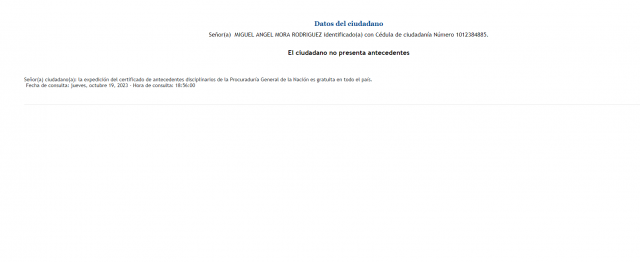 Datos del ciudadano
Señor(a) MIGUEL ANGEL MORA RODRIGUEZ identificado(a) con Cédula de ciudadanía Número 1012384885.
El ciudadano no presenta antecedentes
Señor(a) ciudadano(a): la expedición del certificado de antecedentes disciplinarios de la Procuraduría General de la Nación es gratuita en todo el país.
Fecha de consulta: jueves, octubre 19, 2023 - Hora de consulta: 18:56:00